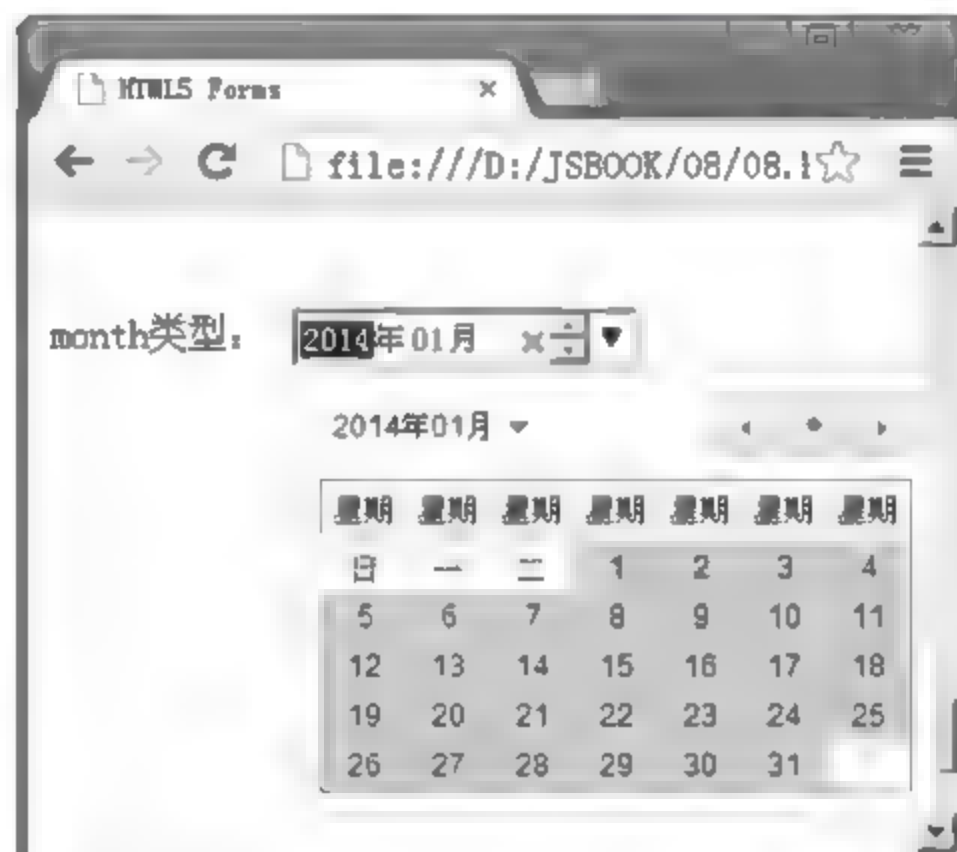 HTML5 Forms
file:///D:/JSBOOK/08/08.
month类型：
2014年01月
2014年01月
星期 星期 星期 星期 星期 星期 星期
日 一 二 1 2 3 4
5 6 7 8 9 10 11
12 13 14 15 16 17 18
19 20 21 22 23 24 25
26 27 28 29 30 31